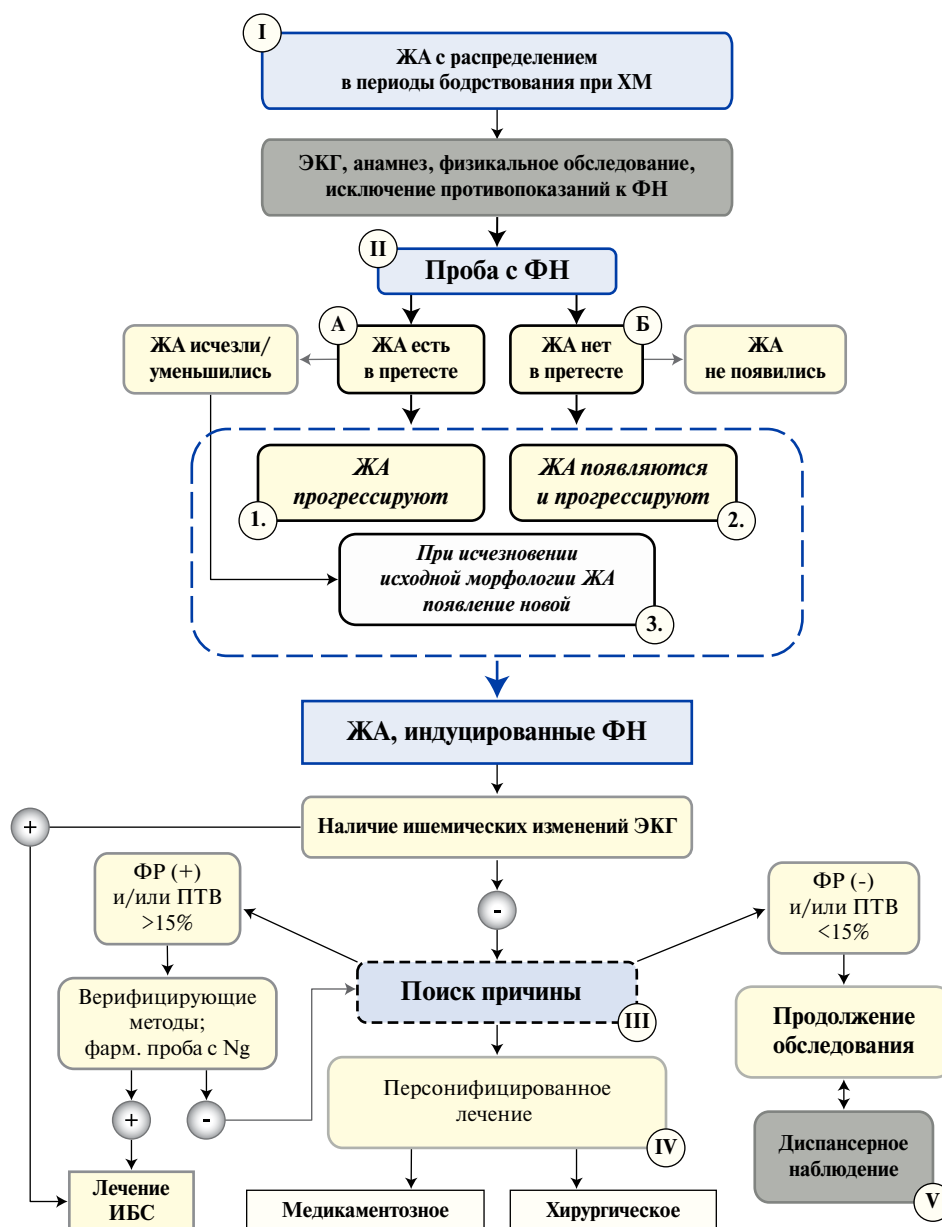 I
ЖА с распределением
в периоды бодрствования при ХМ
ЭКГ, анамнез, физикальное обследование,
исключение противопоказаний к ФН
II
Проба с ФН
А
Б
ЖА исчезли/
уменьшились
ЖА есть
в претесте
ЖА нет
в претесте
ЖА
не появились
ЖА
прогрессируют
1.
ЖА появляются
и прогрессируют
2.
При исчезновении
исходной морфологии ЖА
появление новой
3.
ЖА, индуцированные ФН
Наличие ишемических изменений ЭКГ
+
-
ФР (+)
и/или ПТВ
>15%
ФР (-)
и/или ПТВ
<15%
Поиск причины
III
Верифицирующие
методы;
фарм. проба с Ng
+
-
Продолжение
обследования
Персонифицированное
лечение
IV
Диспансерное
наблюдение
V
Лечение
ИБС
Медикаментозное
Хирургическое